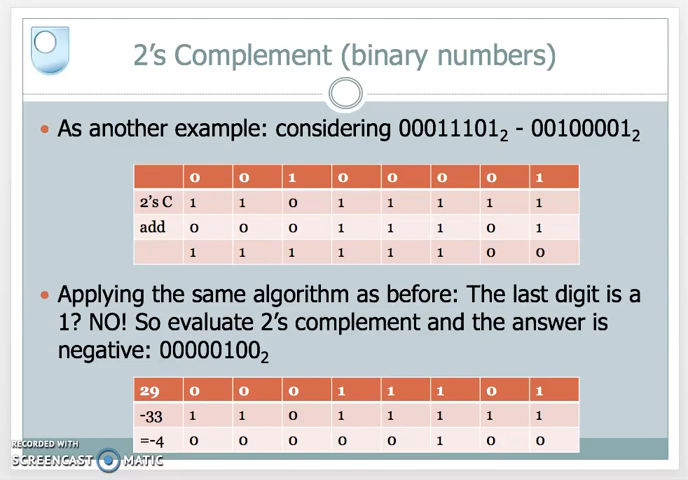 2's Complement (binary numbers)
As another example: considering 00011101₂ - 00100001₂
0 0 1 0 0 0 0 1
2's C 1 1 0 1 1 1 1 1
add 0 0 0 1 1 1 0 1
1 1 1 1 1 1 0 0
Applying the same algorithm as before: The last digit is a
1? NO! So evaluate 2's complement and the answer is
negative: 00000100₂
29 0 0 0 1 1 1 0 1
-33 1 1 0 1 1 1 1 1
=-4 0 0 0 0 0 1 0 0
RECORDED WITH
SCREENCAST MATIC